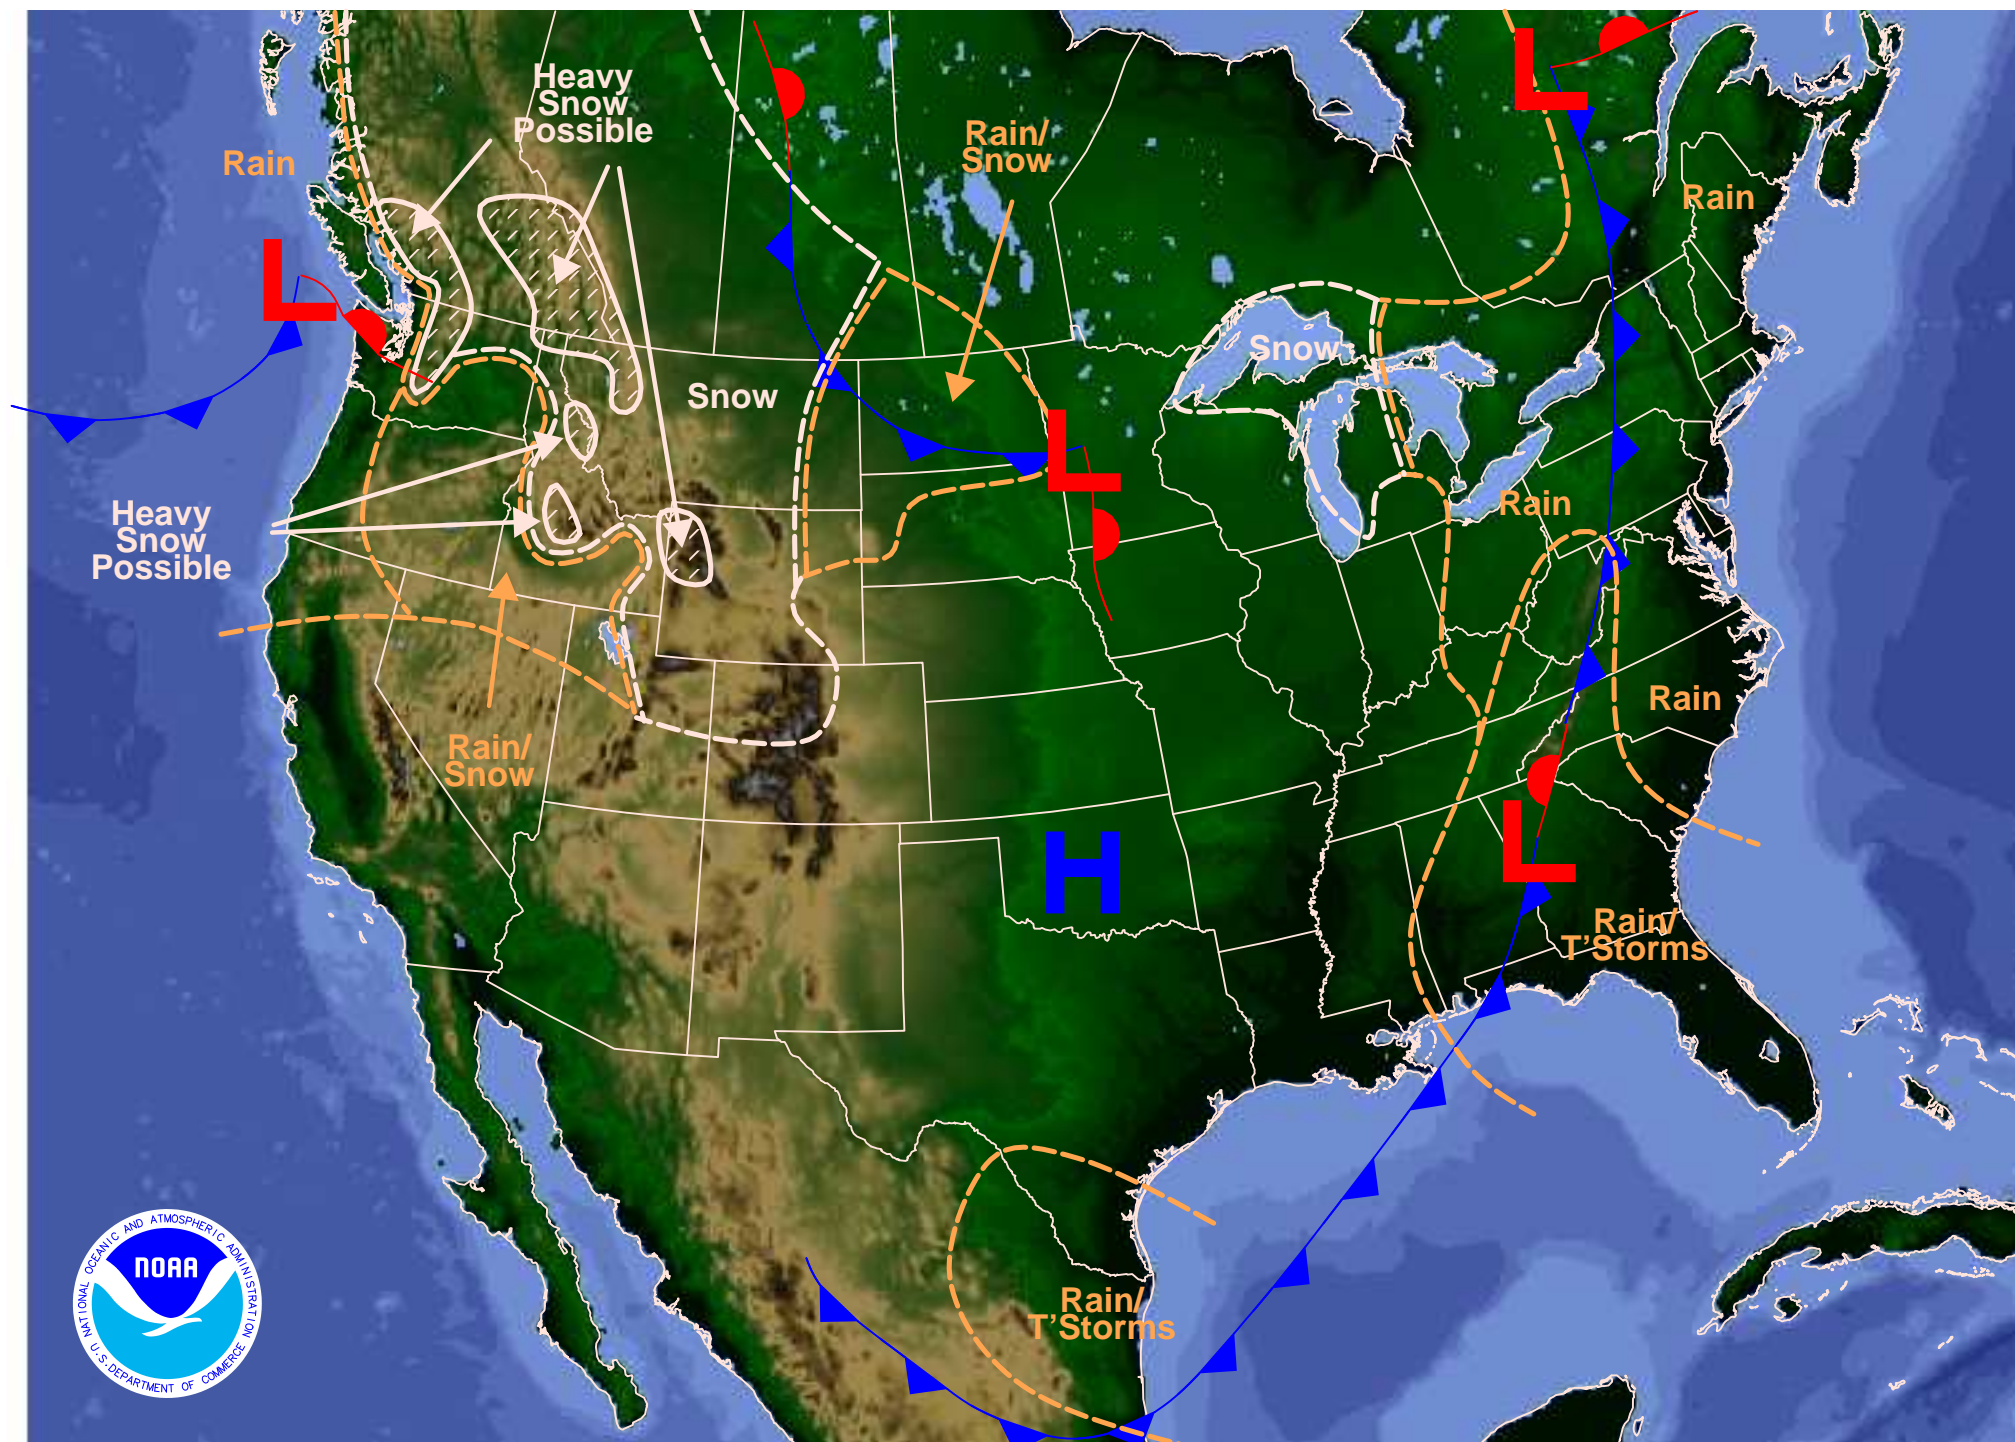 Heavy
Snow
Possible
Rain/
Snow
Rain
Rain
L
L
Snow
Snow
L
Heavy
Snow
Possible
Rain
Rain
Rain/
Snow
H
L
Rain/
T'Storms
Rain/
T'Storms
NATIONAL OCEANIC AND ATMOSPHERIC ADMINISTRATION
NOAA
U.S. DEPARTMENT OF COMMERCE